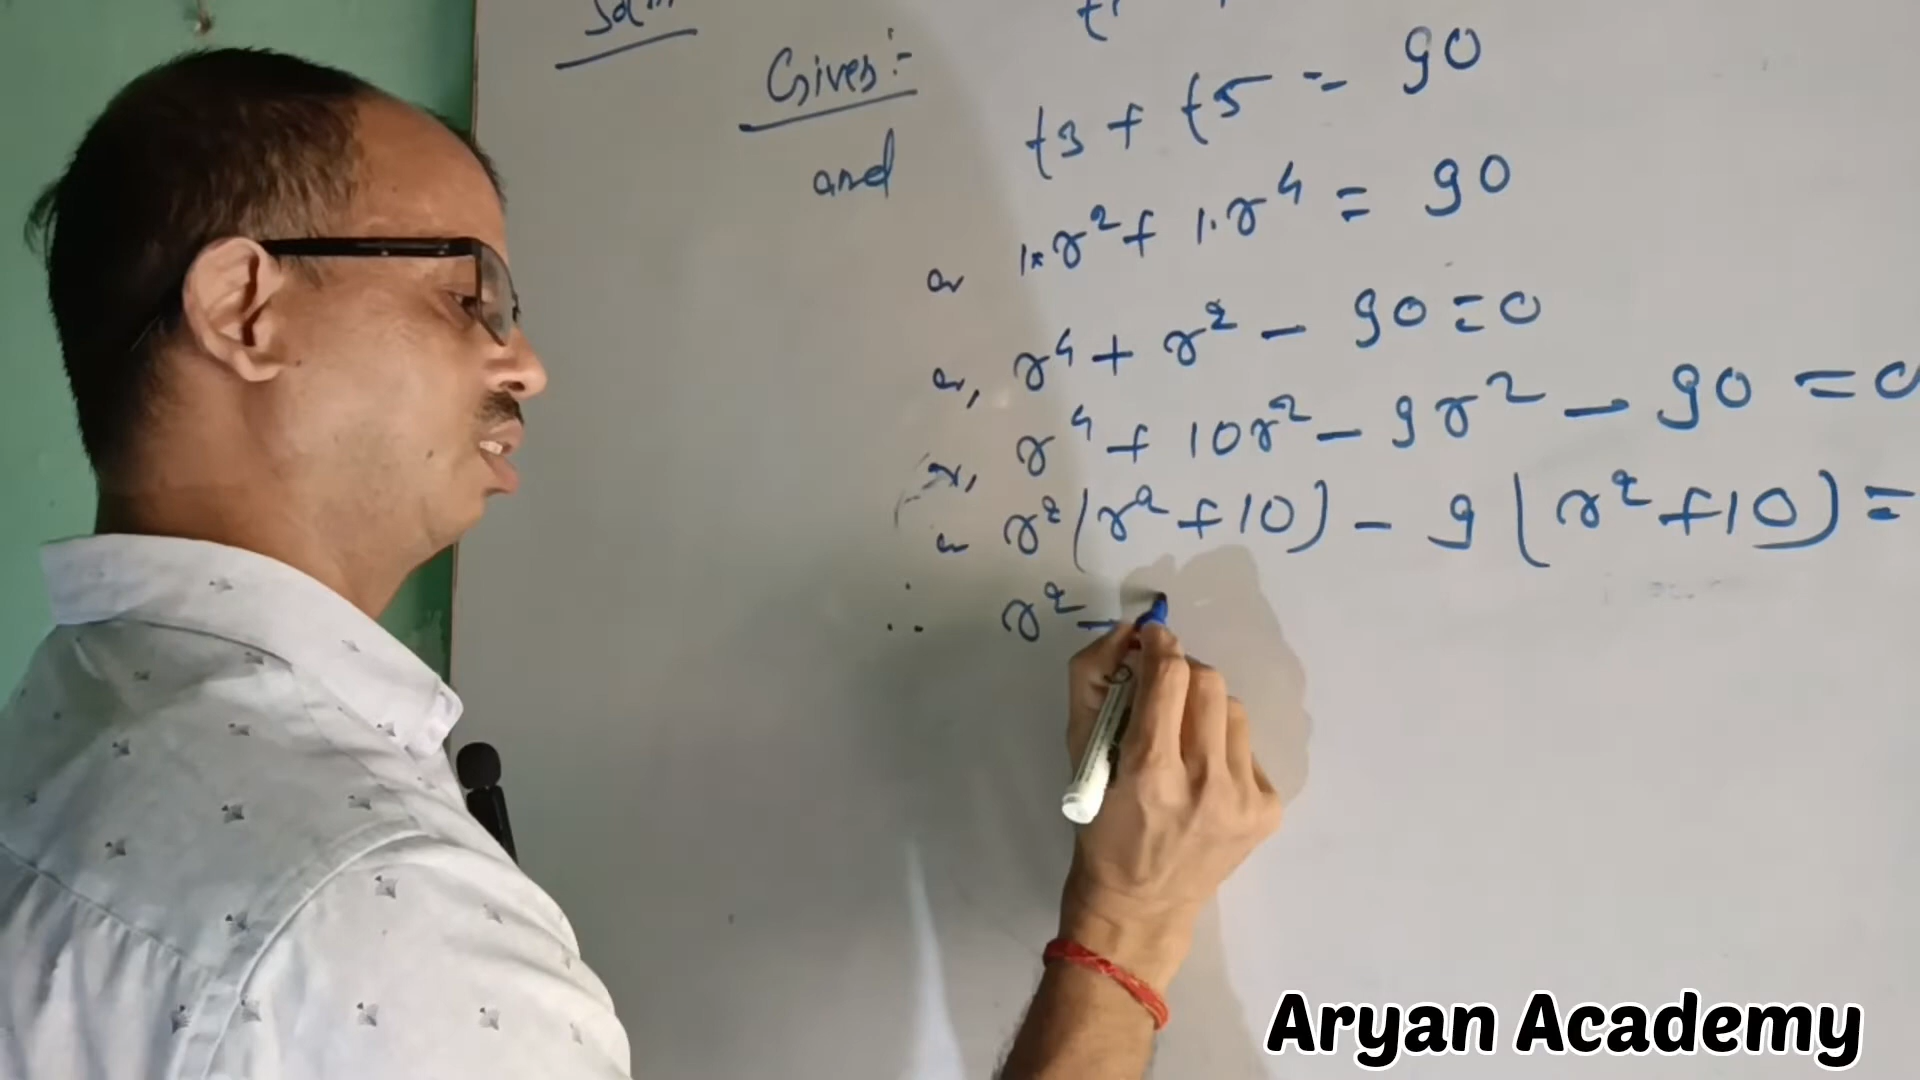 Given:-
t3 + t5 = 90
and
or 1×r² + 1.r⁴ = 90
or, r⁴ + r² - 90 = 0
or, r⁴ + 10r² - 9r² - 90 = 0
or r²(r² + 10) - 9(r² + 10) =
∴ r² -
Aryan Academy